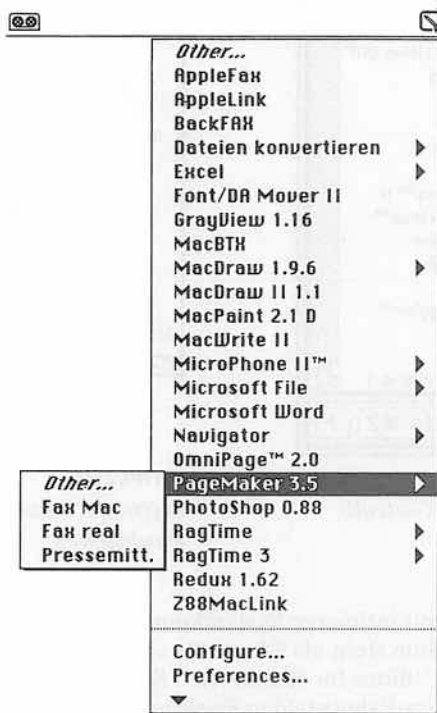 Other...
AppleFax
AppleLink
BackFAX
Dateien konvertieren
Excel
Font/DA Mover II
GrayView 1.16
MacBTX
MacDraw 1.9.6
MacDraw II 1.1
MacPaint 2.1 D
MacWrite II
MicroPhone II™
Microsoft File
Microsoft Word
Navigator
OmniPage™ 2.0
PageMaker 3.5
PhotoShop 0.88
RagTime
RagTime 3
Redux 1.62
Z88MacLink
Configure...
Preferences...
Other...
Fax Mac
Fax real
Pressemitt.